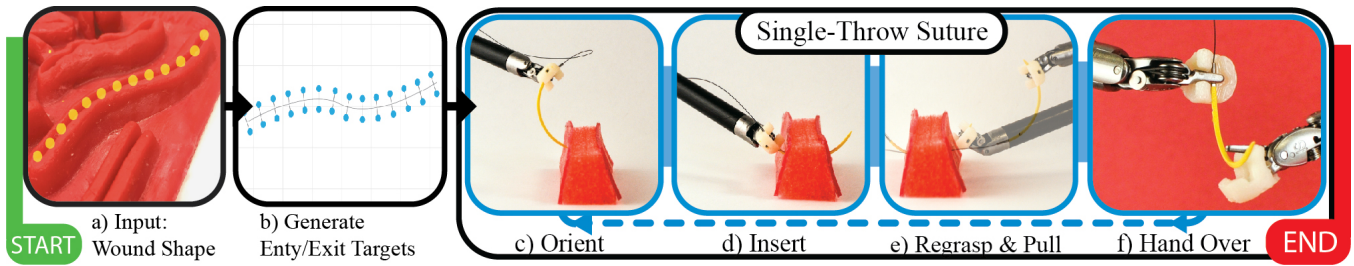 Single-Throw Suture
a) Input:
Wound Shape
b) Generate
Enty/Exit Targets
c) Orient
d) Insert
e) Regrasp & Pull
f) Hand Over
START
END